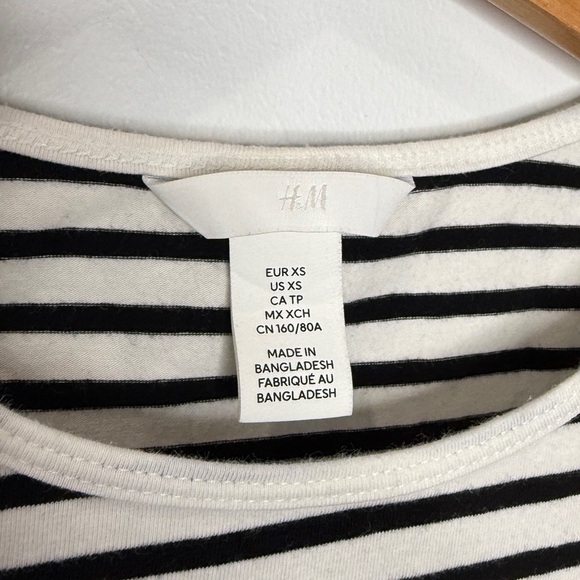 H&M
EUR XS
US XS
CA TP
MX XCH
CN 160/80A
MADE IN
BANGLADESH
FABRIQUÉ AU
BANGLADESH